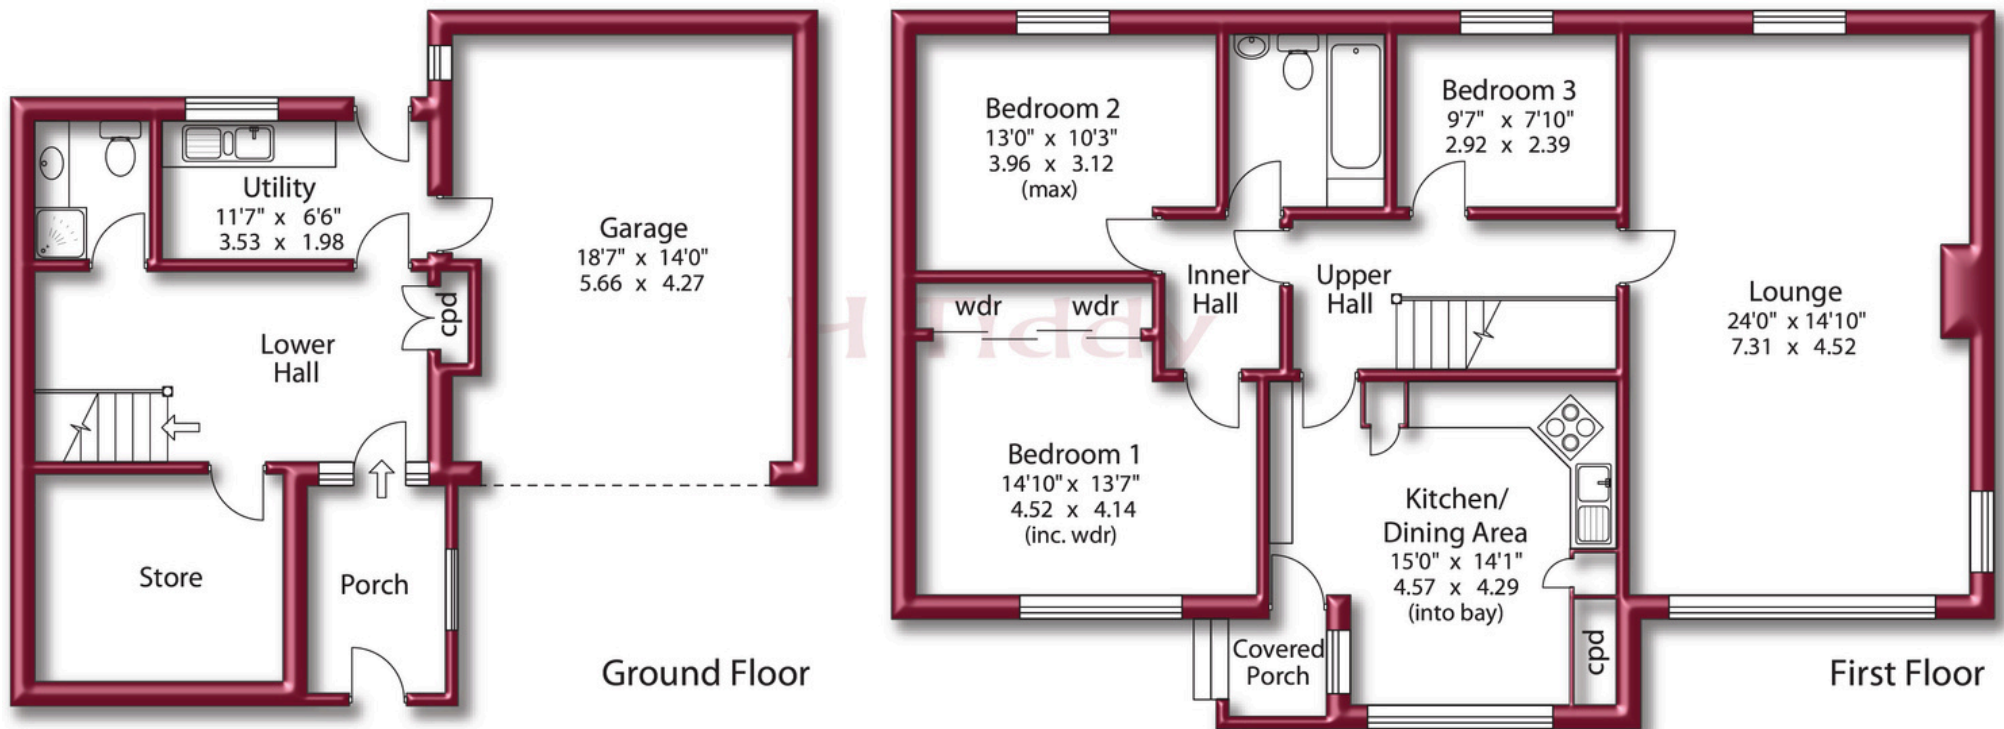 Utility
11'7" x 6'6"
3.53 x 1.98
Garage
18'7" x 14'0"
5.66 x 4.27
cpd
Lower
Hall
Store
Porch
Ground Floor
Bedroom 2
13'0" x 10'3"
3.96 x 3.12
(max)
Bedroom 3
9'7" x 7'10"
2.92 x 2.39
Inner
Hall
Upper
Hall
wdr
wdr
Lounge
24'0" x 14'10"
7.31 x 4.52
H Tiddy
Bedroom 1
14'10" x 13'7"
4.52 x 4.14
(inc. wdr)
Kitchen/
Dining Area
15'0" x 14'1"
4.57 x 4.29
(into bay)
cpd
Covered
Porch
First Floor